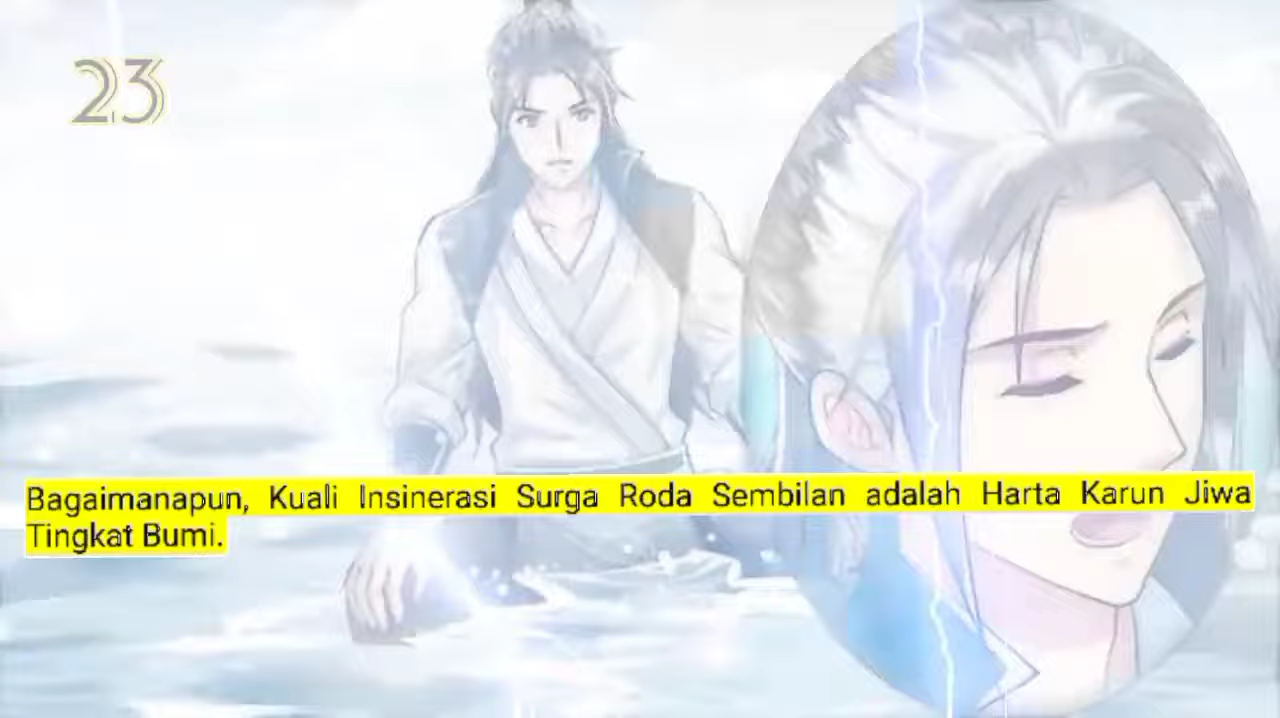 23
Bagaimanapun, Kuali Insinerasi Surga Roda Sembilan adalah Harta Karun Jiwa
Tingkat Bumi.